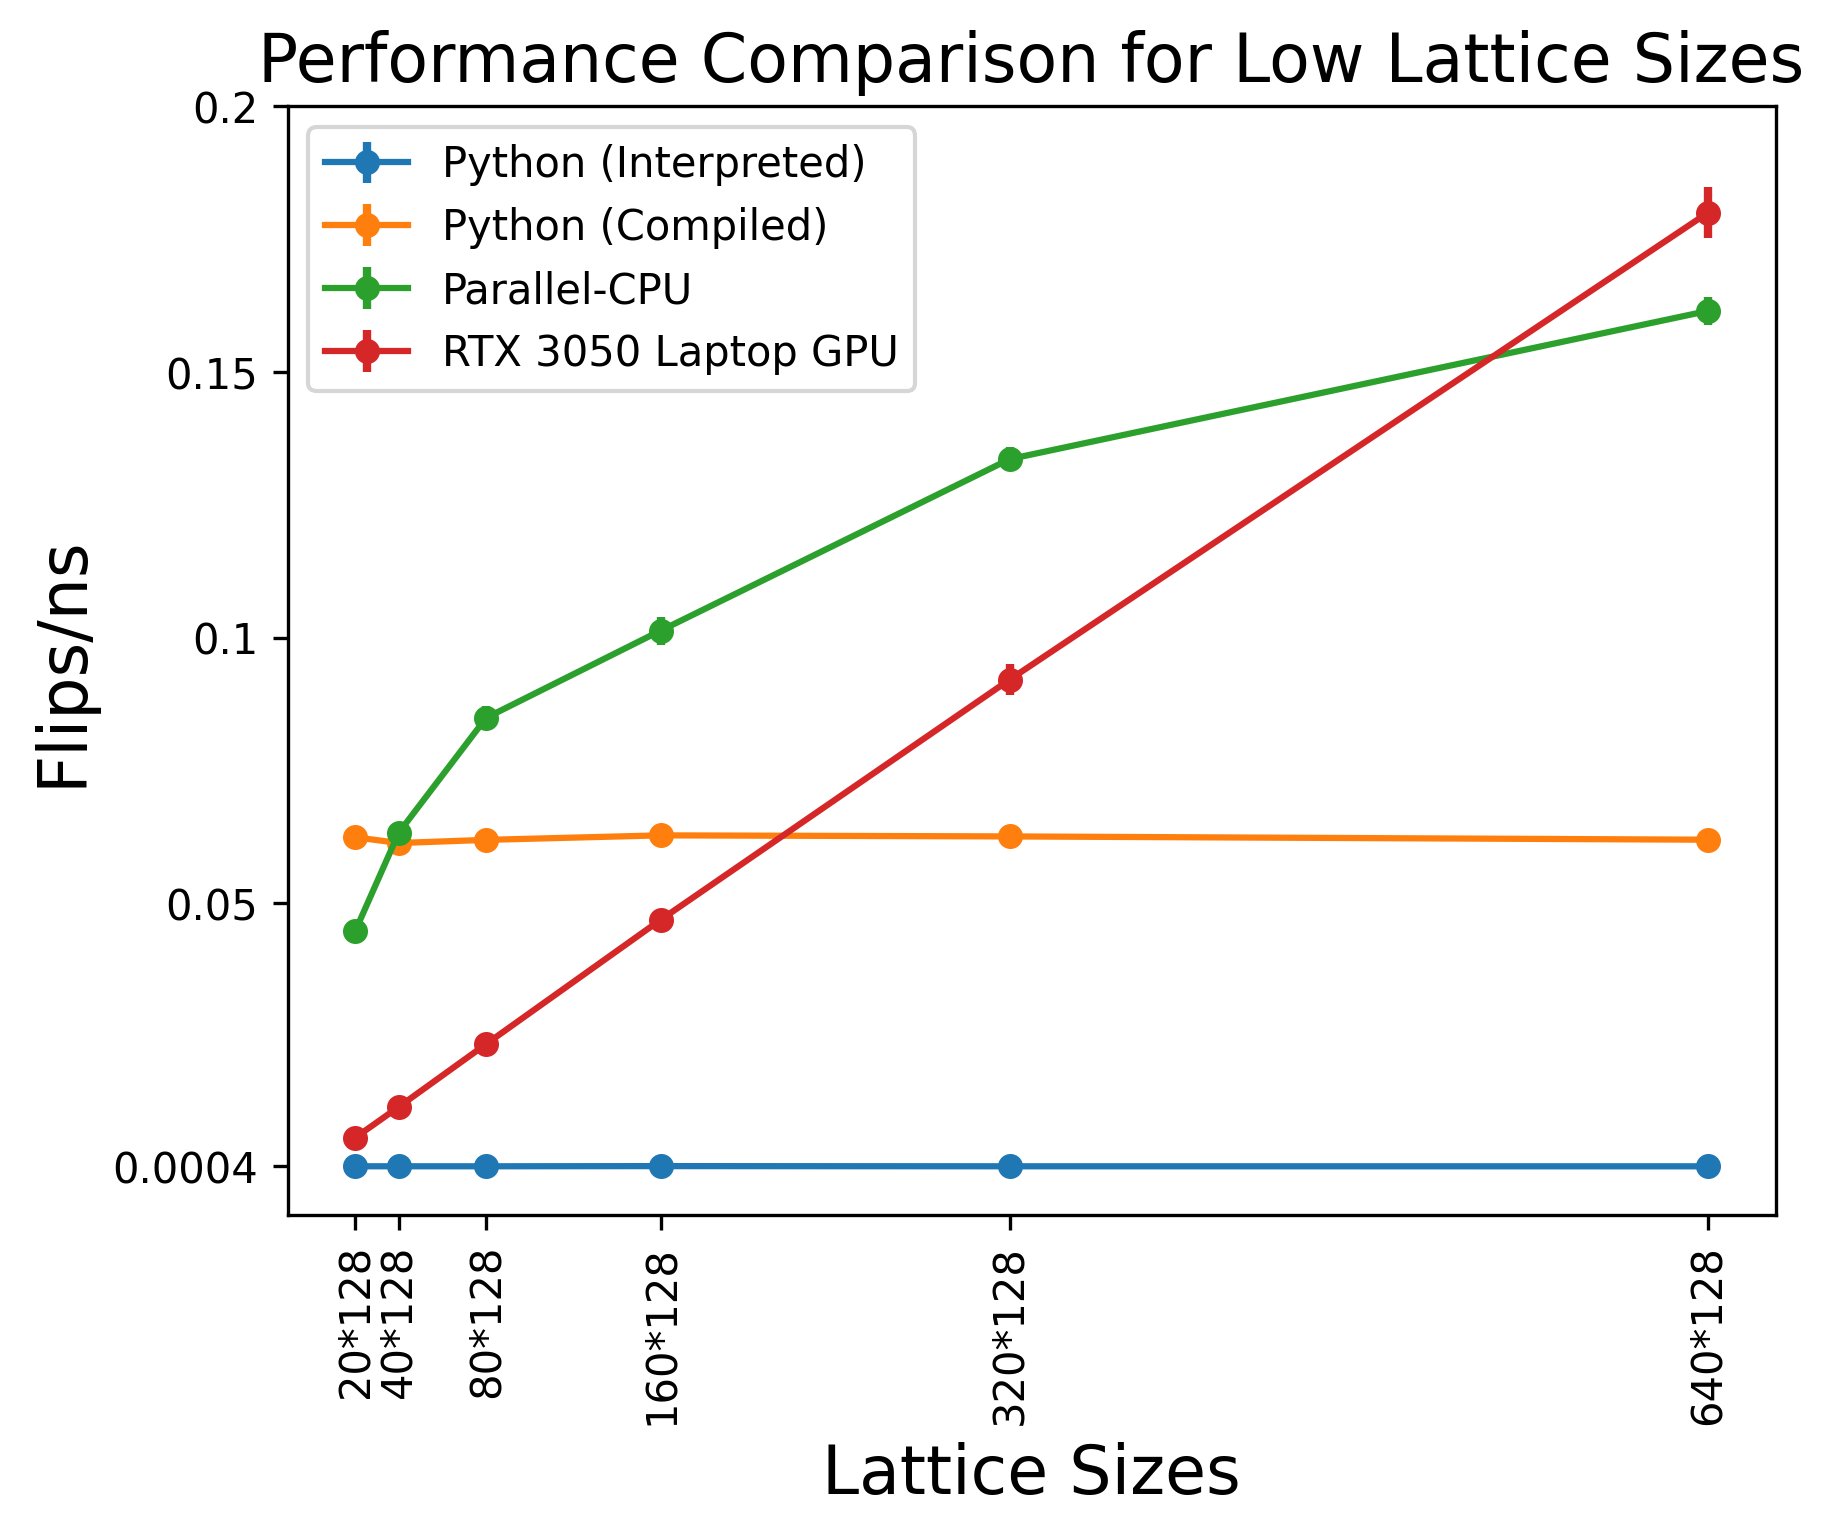 Performance Comparison for Low Lattice Sizes
0.2
0.15
0.1
0.05
0.0004
Flips/ns
Python (Interpreted)
Python (Compiled)
Parallel-CPU
RTX 3050 Laptop GPU
20*128
40*128
80*128
160*128
320*128
640*128
Lattice Sizes